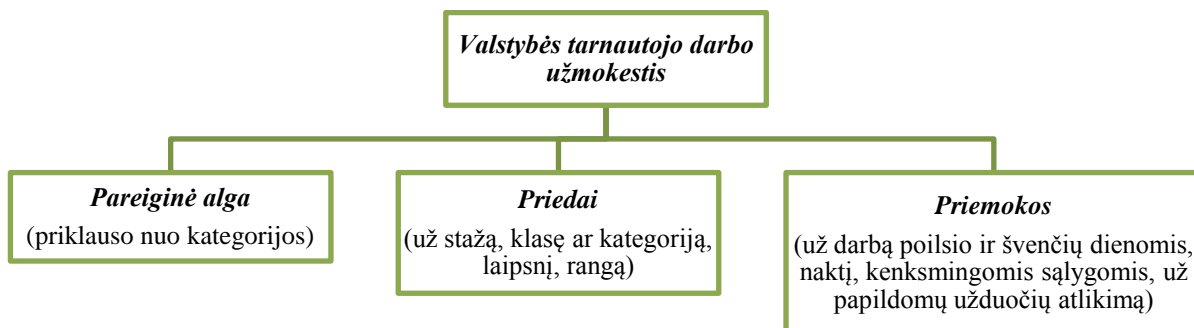 Valstybės tarnautojo darbo
užmokestis
Pareiginė alga
(priklauso nuo kategorijos)
Priedai
(už stažą, klasę ar kategoriją,
laipsnį, rangą)
Priemokos
(už darbą poilsio ir švenčių dienomis,
naktį, kenksmingomis sąlygomis, už
papildomų užduočių atlikimą)